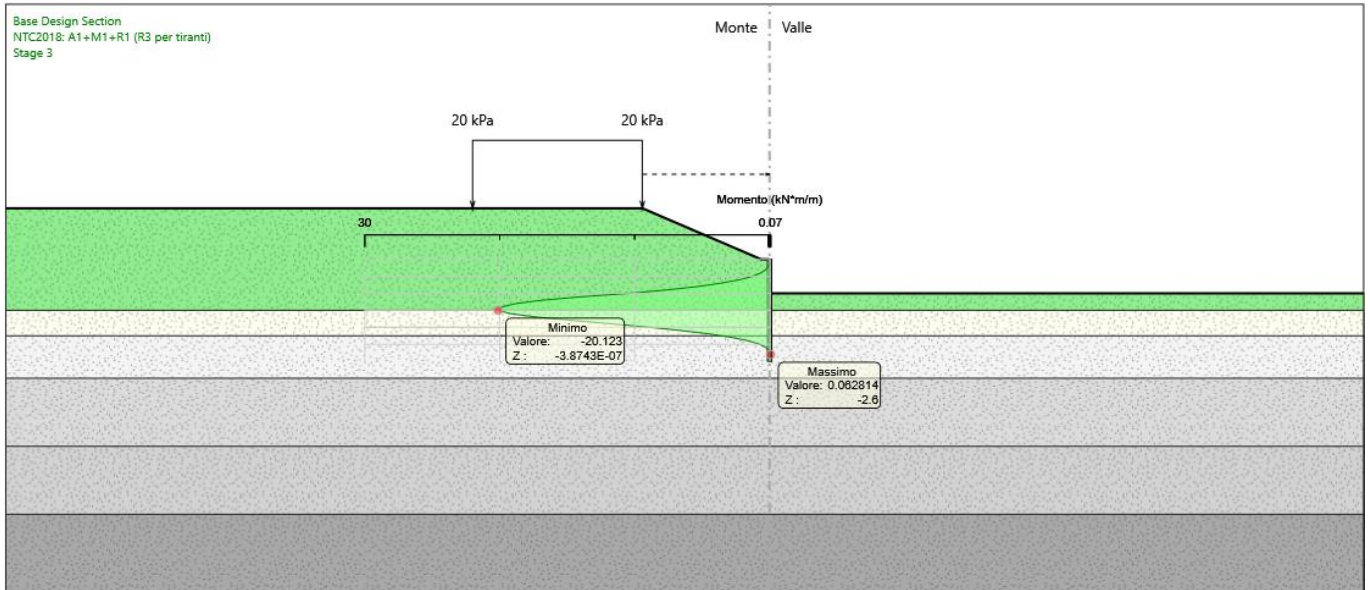 Base Design Section
NTC2018: A1+M1+R1 (R3 per tiranti)
Stage 3
Monte
Valle
20 kPa
20 kPa
Momento (kN*m/m)
30
0.07
Minimo
Valore: -20.123
Z : -3.8743E-07
Massimo
Valore: 0.062814
Z : -2.6